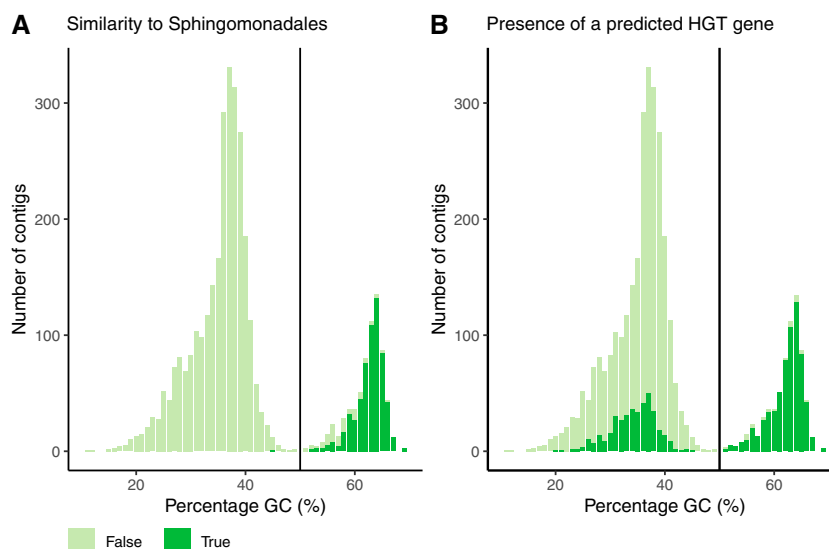 A Similarity to Sphingomonadales
Number of contigs
300
200
100
0
20 40 60
Percentage GC (%)
False True
B Presence of a predicted HGT gene
Number of contigs
300
200
100
0
20 40 60
Percentage GC (%)